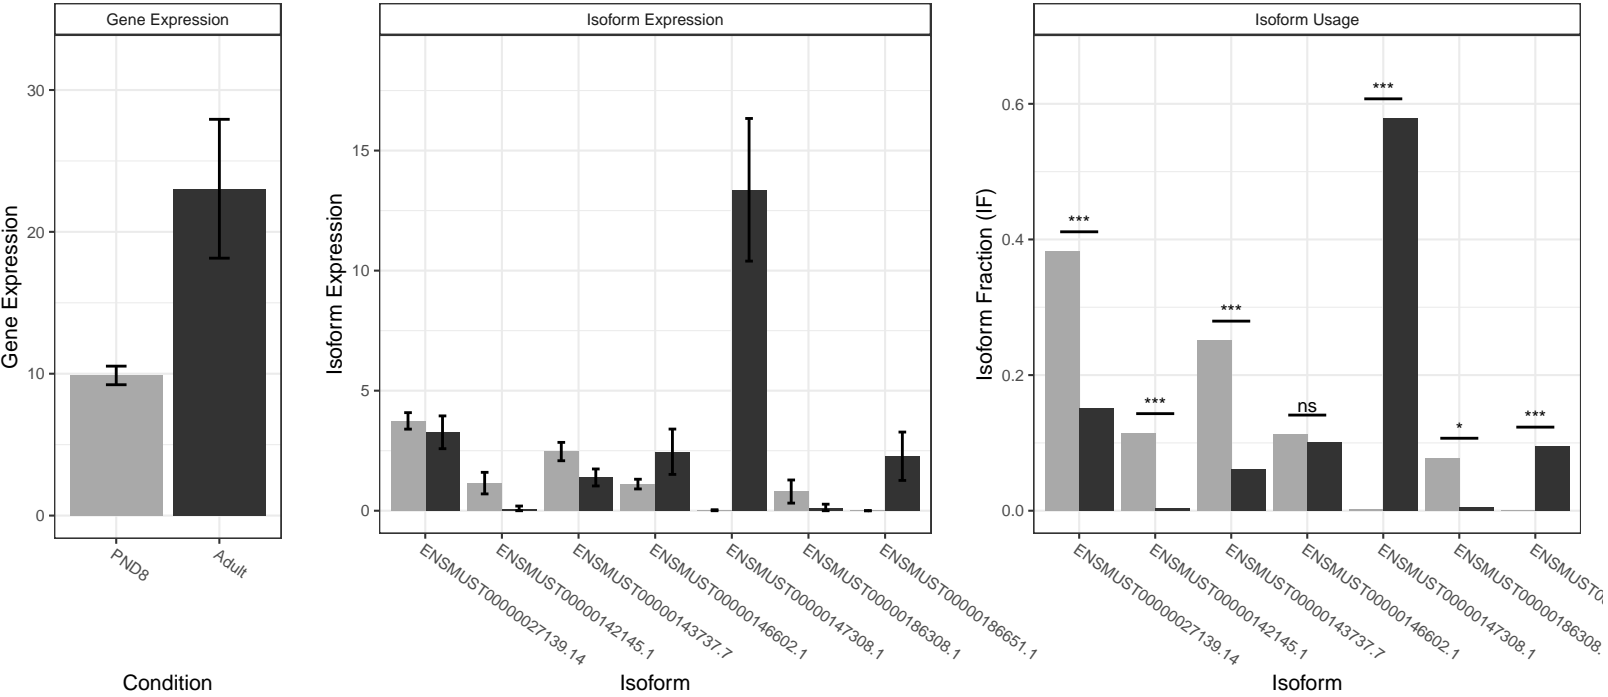 Gene Expression
Isoform Expression
Isoform Usage
Gene Expression
30
20
10
0
PND8
Adult
Condition
Isoform Expression
15
10
5
0
ENSMUST00000027139.14
ENSMUST00000142145.1
ENSMUST00000143737.7
ENSMUST00000146602.1
ENSMUST00000147308.1
ENSMUST00000186308.1
ENSMUST00000186651.1
Isoform
Isoform Fraction (IF)
0.6
0.4
0.2
0.0
***
***
***
ns
***
*
***
ENSMUST00000027139.14
ENSMUST00000142145.1
ENSMUST00000143737.7
ENSMUST00000146602.1
ENSMUST00000147308.1
ENSMUST00000186308.
Isoform